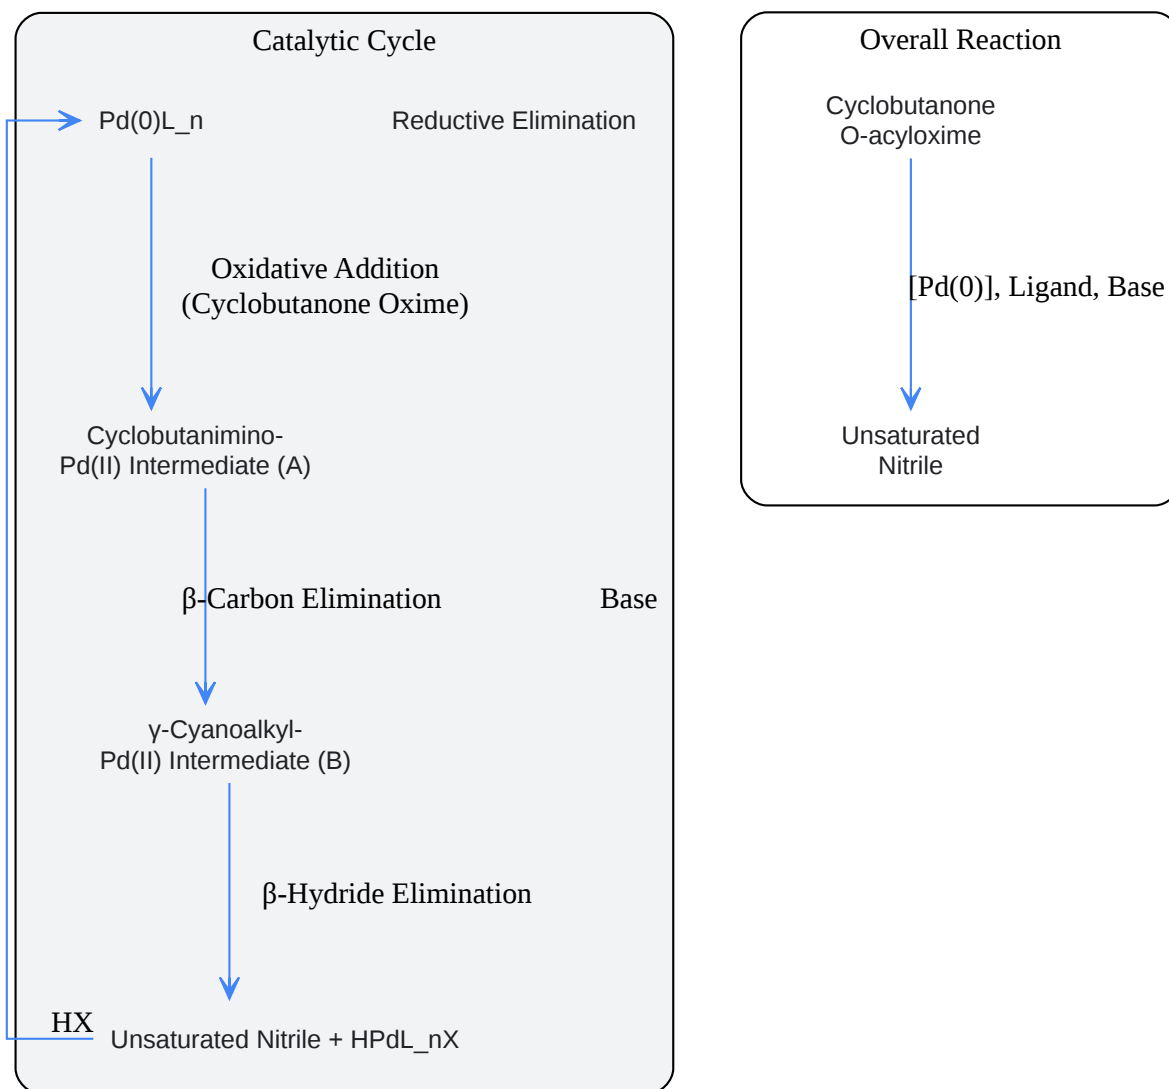 Catalytic Cycle
Pd(0)L_n
Reductive Elimination
Oxidative Addition
(Cyclobutanone Oxime)
Cyclobutanimino-
Pd(II) Intermediate (A)
β-Carbon Elimination
Base
γ-Cyanoalkyl-
Pd(II) Intermediate (B)
β-Hydride Elimination
HX
Unsaturated Nitrile + HPdL_nX
Overall Reaction
Cyclobutanone
O-acyloxime
[Pd(0)], Ligand, Base
Unsaturated
Nitrile